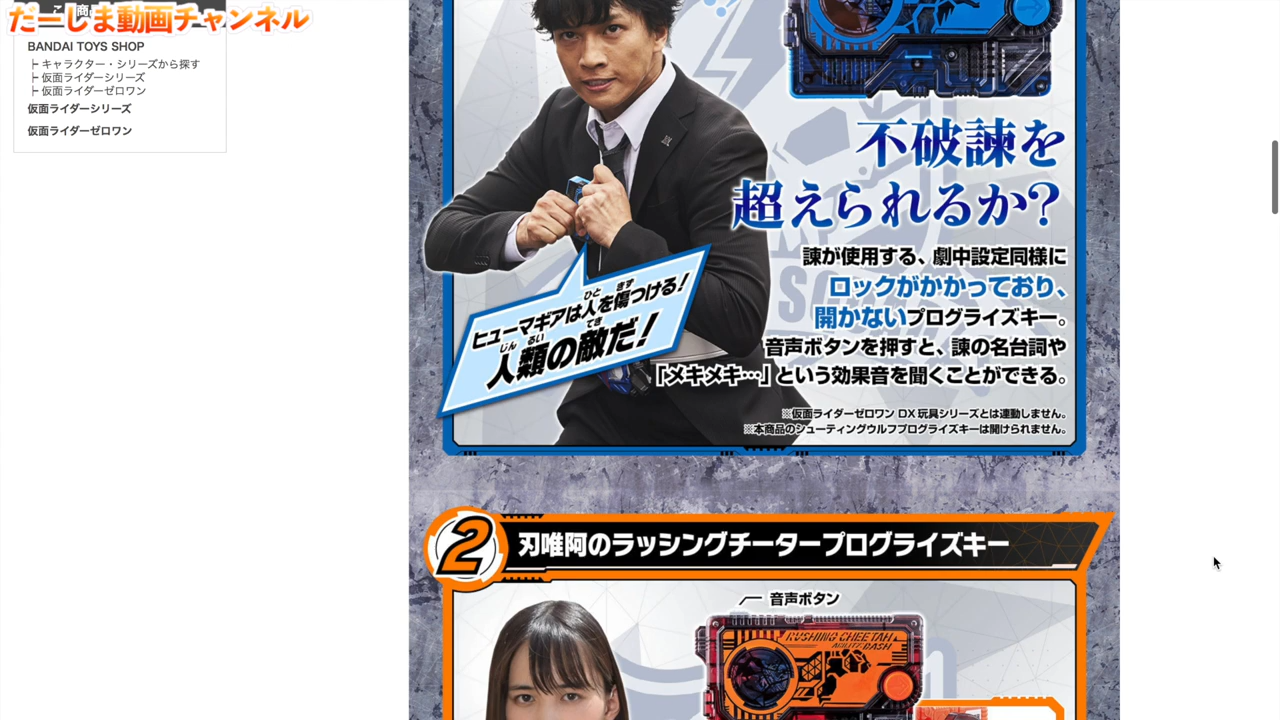 だーしま動画チャンネル
BANDAI TOYS SHOP
├ キャラクター・シリーズから探す
├ 仮面ライダーシリーズ
├ 仮面ライダーゼロワン
仮面ライダーシリーズ
仮面ライダーゼロワン
不破諫を
超えられるか?
諫が使用する、劇中設定同様に
ロックがかかっており、
開かないプログライズキー。
音声ボタンを押すと、諫の名台詞や
「メキメキ…」という効果音を聞くことができる。
※仮面ライダーゼロワン DX 玩具シリーズとは連動しません。
※本商品のシューティングウルフプログライズキーは開けられません。
ひと きず
ヒューマギアは人を傷つける!
じん るい てき
人類の敵だ!
2 刃唯阿のラッシングチータープログライズキー
音声ボタン
RUSHING CHEETAH
AGILITY DASH